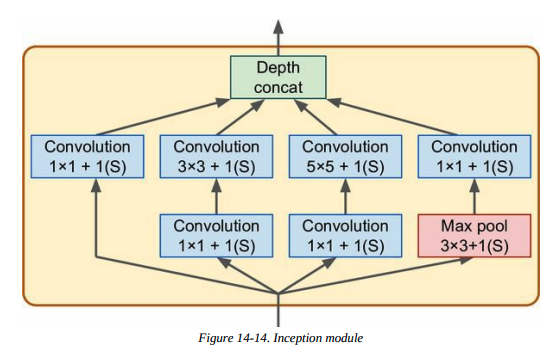 Depth
concat
Convolution
1×1 + 1(S)
Convolution
3×3 + 1(S)
Convolution
5×5 + 1(S)
Convolution
1×1 + 1(S)
Convolution
1×1 + 1(S)
Convolution
1×1 + 1(S)
Max pool
3×3+1(S)
Figure 14-14. Inception module